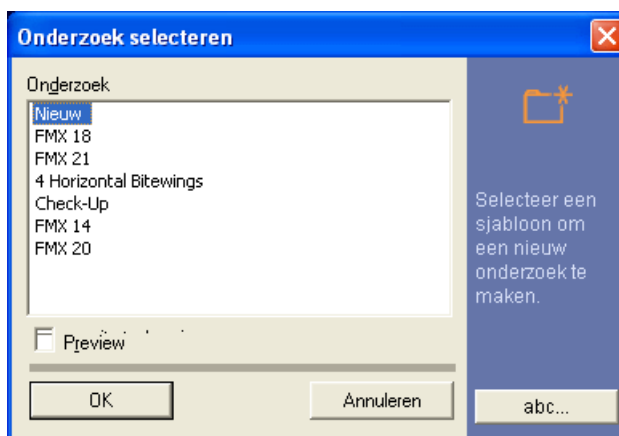 Onderzoek selecteren
Onderzoek
Nieuw
FMX 18
FMX 21
4 Horizontal Bitewings
Check-Up
FMX 14
FMX 20
Preview
OK
Annuleren
Selecteer een
sjabloon om
een nieuw
onderzoek te
maken.
abc...